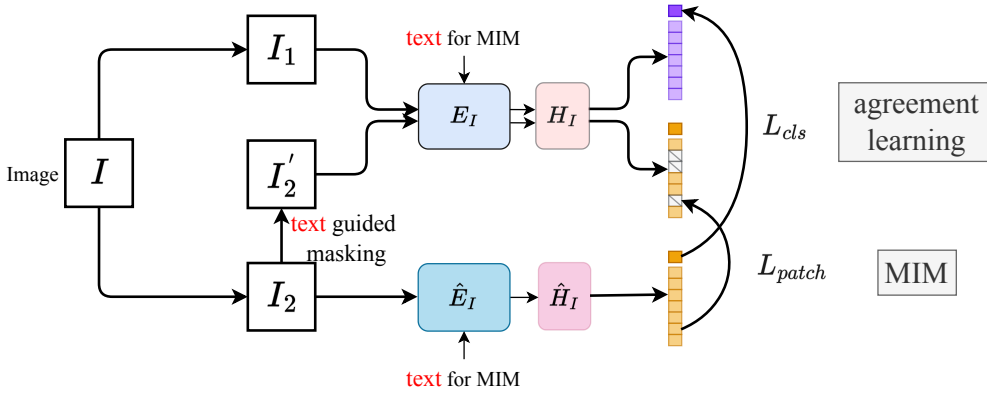 text for MIM
I₁
E_I
H_I
L_cls
agreement
learning
Image
I
I₂′
text guided
masking
I₂
Ê_I
Ĥ_I
L_patch
MIM
text for MIM